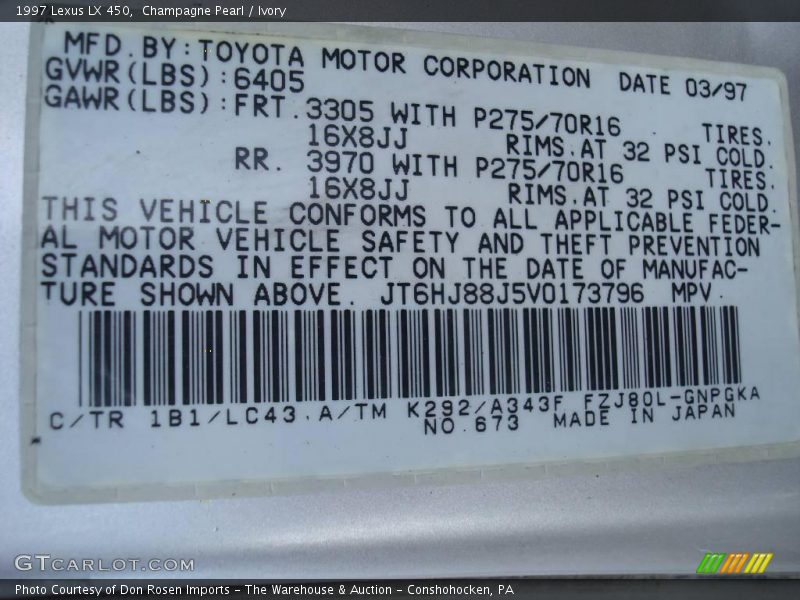 1997 Lexus LX 450,  Champagne Pearl / Ivory
MFD.BY:TOYOTA MOTOR CORPORATION DATE 03/97
GVWR(LBS):6405
GAWR(LBS):FRT.3305 WITH P275/70R16 TIRES.
16X8JJ RIMS.AT 32 PSI COLD.
RR. 3970 WITH P275/70R16 TIRES.
16X8JJ RIMS.AT 32 PSI COLD.
THIS VEHICLE CONFORMS TO ALL APPLICABLE FEDER-
AL MOTOR VEHICLE SAFETY AND THEFT PREVENTION
STANDARDS IN EFFECT ON THE DATE OF MANUFAC-
TURE SHOWN ABOVE. JT6HJ88J5V0173796 MPV.
C/TR 1B1/LC43.A/TM K292/A343F FZJ80L-GNPGKA
NO.673 MADE IN JAPAN
GTCARLOT.COM
Photo Courtesy of Don Rosen Imports - The Warehouse & Auction - Conshohocken, PA